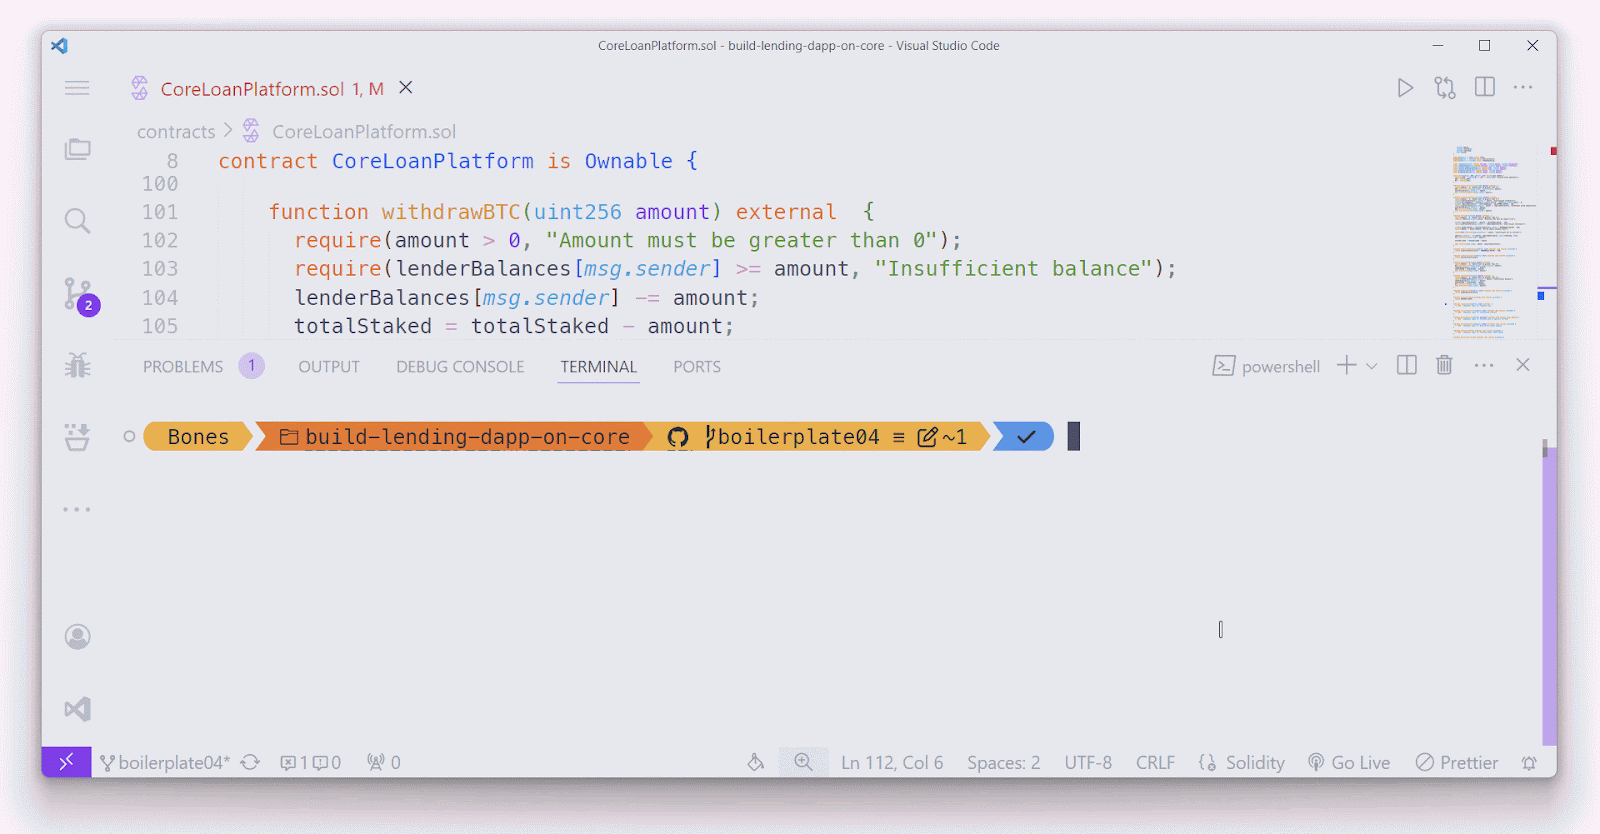 CoreLoanPlatform.sol - build-lending-dapp-on-core - Visual Studio Code
CoreLoanPlatform.sol 1, M
contracts > CoreLoanPlatform.sol
8 contract CoreLoanPlatform is Ownable {
100
101 function withdrawBTC(uint256 amount) external {
102 require(amount > 0, "Amount must be greater than 0");
103 require(lenderBalances[msg.sender] >= amount, "Insufficient balance");
104 lenderBalances[msg.sender] -= amount;
105 totalStaked = totalStaked - amount;
2
PROBLEMS 1 OUTPUT DEBUG CONSOLE TERMINAL PORTS powershell
Bones build-lending-dapp-on-core boilerplate04 ≡ ~1
boilerplate04* 1 0 0 Ln 112, Col 6 Spaces: 2 UTF-8 CRLF Solidity Go Live Prettier